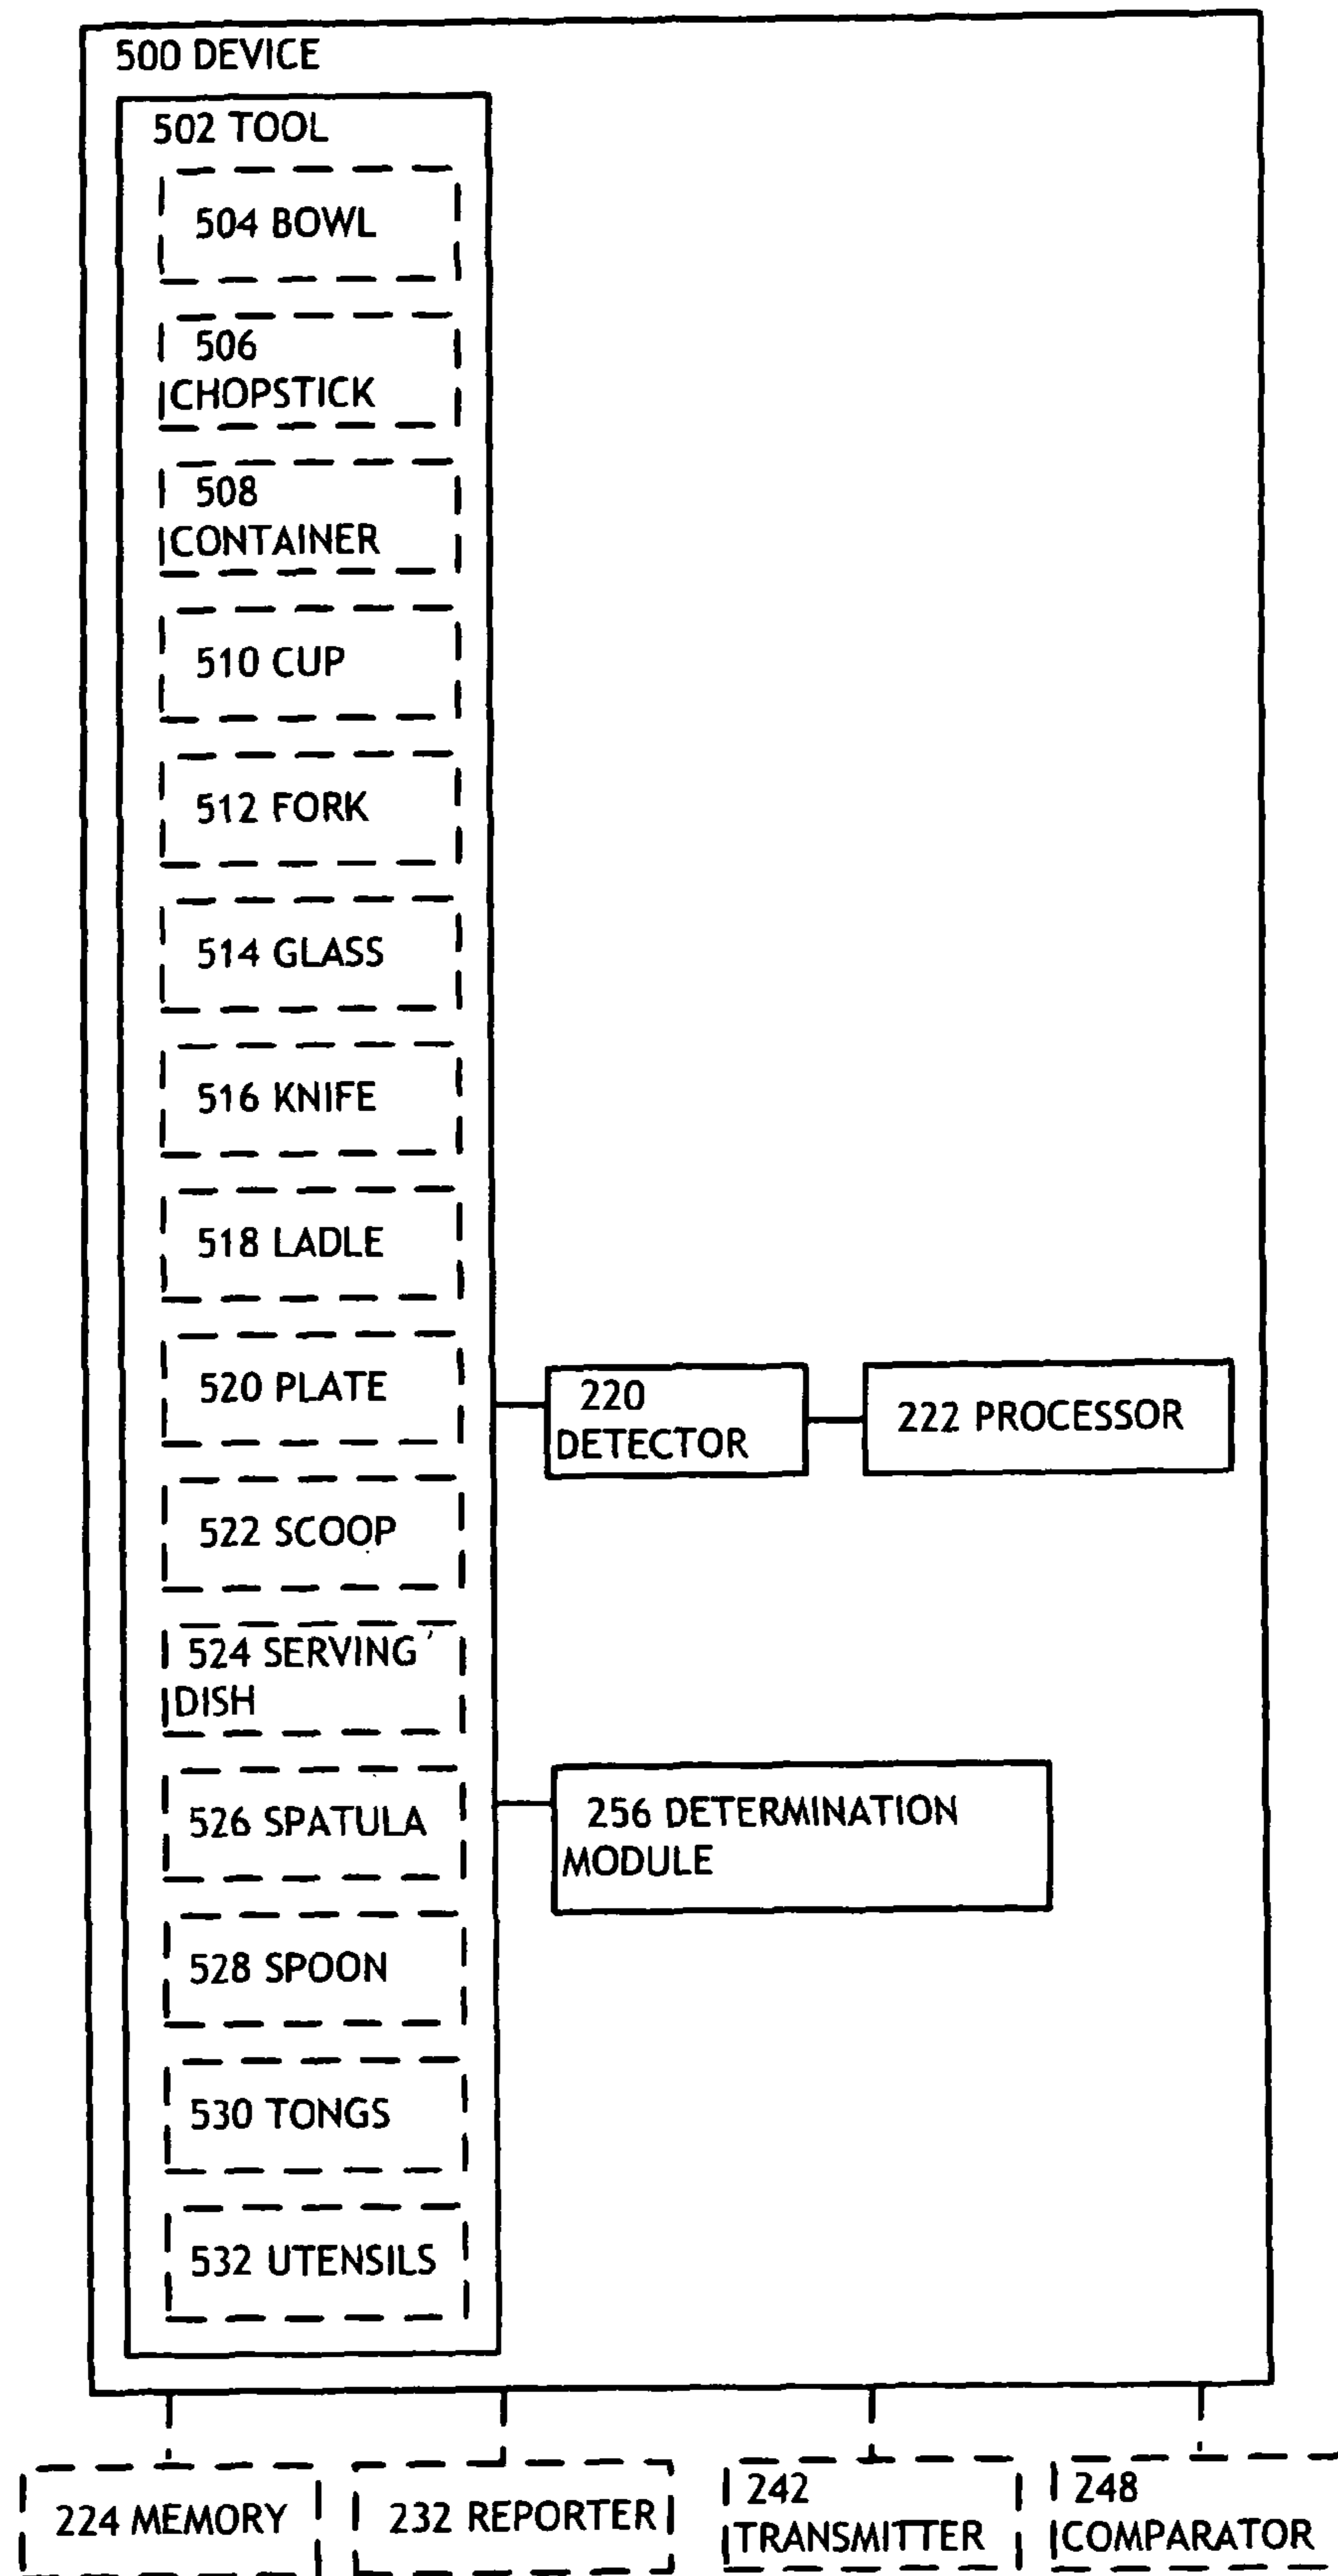 500 DEVICE
502 TOOL
504 BOWL
506
CHOPSTICK
508
CONTAINER
510 CUP
512 FORK
514 GLASS
516 KNIFE
518 LADLE
520 PLATE
522 SCOOP
524 SERVING
DISH
526 SPATULA
528 SPOON
530 TONGS
532 UTENSILS
220
DETECTOR
222 PROCESSOR
256 DETERMINATION
MODULE
224 MEMORY
232 REPORTER
242
TRANSMITTER
248
COMPARATOR